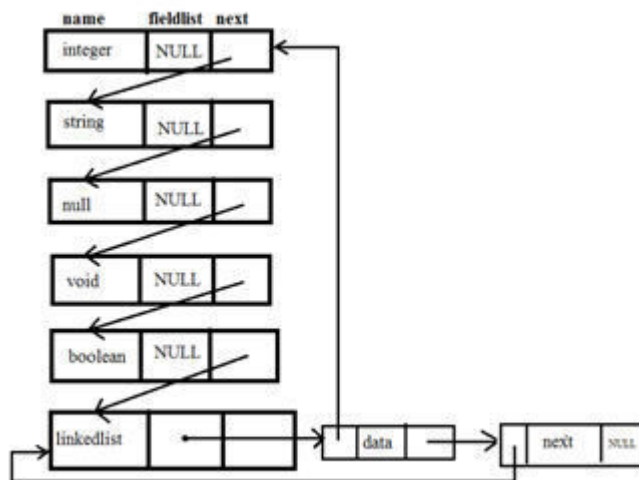 name fieldlist next
integer NULL
string NULL
null NULL
void NULL
boolean NULL
linkedlist data next NULL